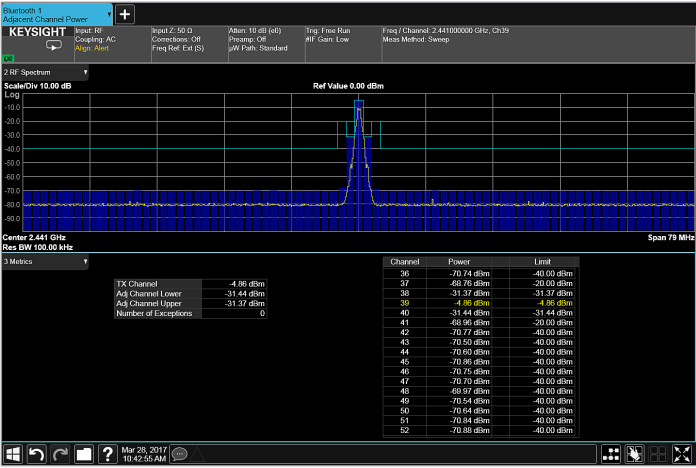 Bluetooth 1
Adjacent Channel Power
KEYSIGHT
Input: RF
Coupling: AC
Align: Alert
Input Z: 50 Ω
Corrections: Off
Freq Ref: Ext (S)
Atten: 10 dB (e0)
Preamp: Off
µW Path: Standard
Trig: Free Run
#IF Gain: Low
Freq / Channel: 2.441000000 GHz, Ch39
Meas Method: Sweep
2 RF Spectrum
Scale/Div 10.00 dB
Ref Value 0.00 dBm
Log
-10.0
-20.0
-30.0
-40.0
-50.0
-60.0
-70.0
-80.0
-90.0
Center 2.441 GHz
Span 79 MHz
Res BW 100.00 kHz
3 Metrics
TX Channel -4.86 dBm
Adj Channel Lower -31.44 dBm
Adj Channel Upper -31.37 dBm
Number of Exceptions 0
Channel Power Limit
36 -70.74 dBm -40.00 dBm
37 -68.76 dBm -20.00 dBm
38 -31.37 dBm -31.37 dBm
39 -4.86 dBm -4.86 dBm
40 -31.44 dBm -31.44 dBm
41 -68.96 dBm -20.00 dBm
42 -70.77 dBm -40.00 dBm
43 -70.50 dBm -40.00 dBm
44 -70.60 dBm -40.00 dBm
45 -70.86 dBm -40.00 dBm
46 -70.75 dBm -40.00 dBm
47 -70.70 dBm -40.00 dBm
48 -69.97 dBm -40.00 dBm
49 -70.54 dBm -40.00 dBm
50 -70.64 dBm -40.00 dBm
51 -70.84 dBm -40.00 dBm
52 -70.88 dBm -40.00 dBm
Mar 28, 2017
10:42:55 AM